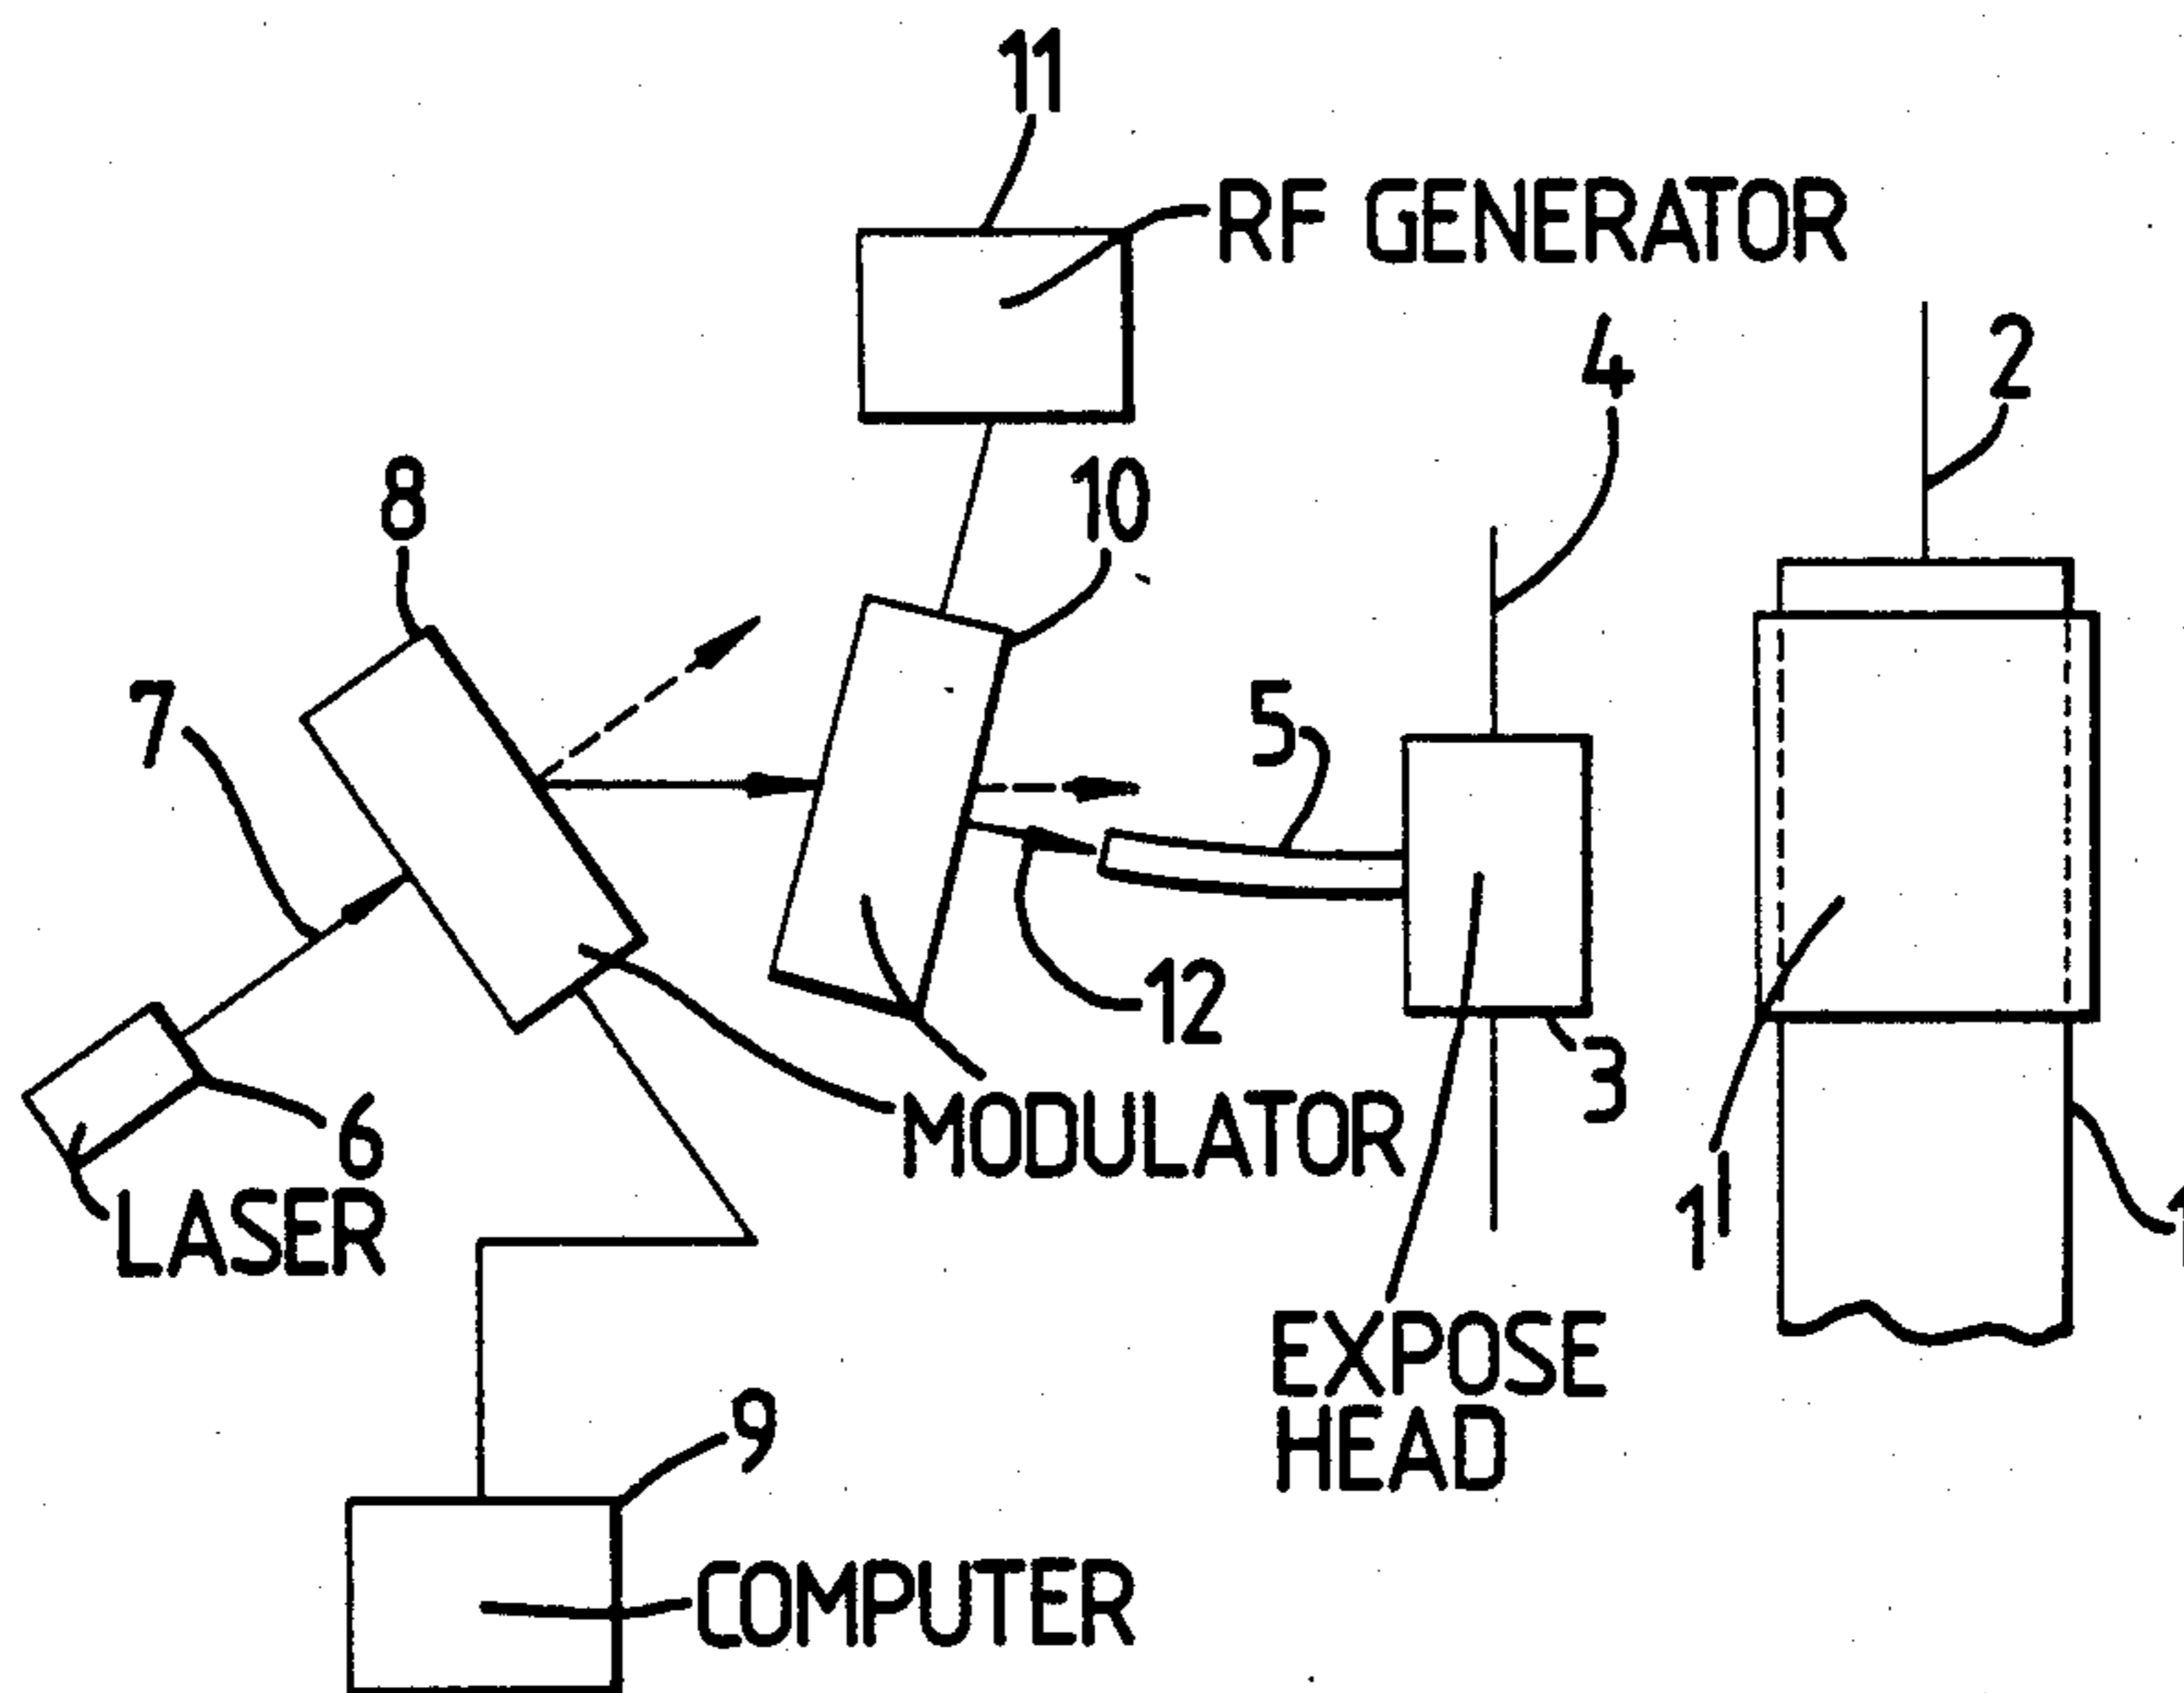 11
RF GENERATOR
4
2
8
10
7
5
12
3
6
MODULATOR
LASER
1'
1
EXPOSE
HEAD
9
COMPUTER